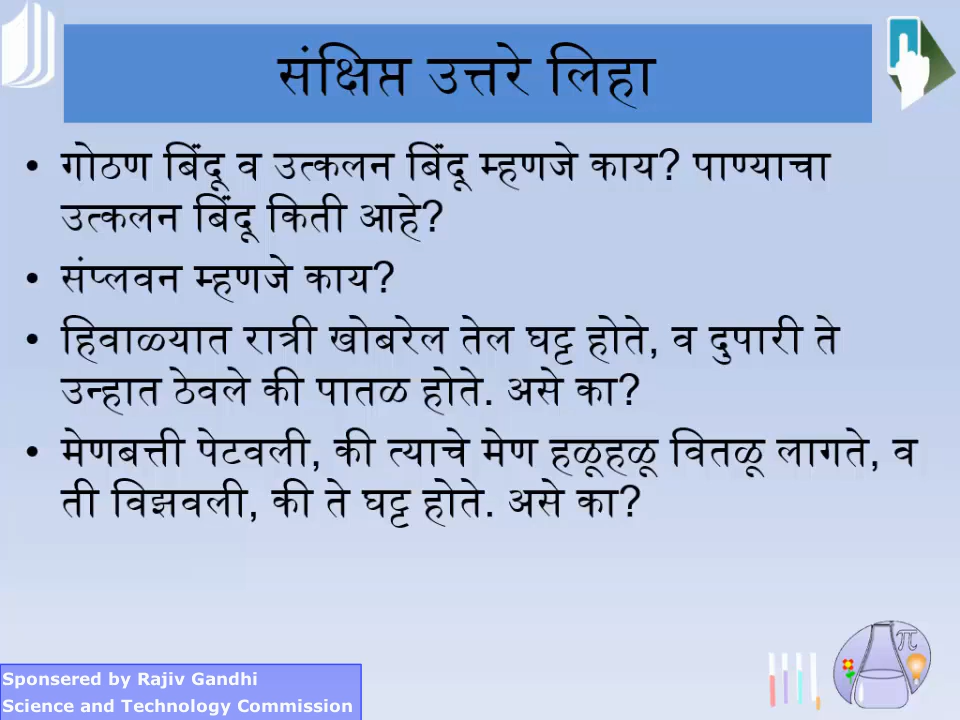 संक्षिप्त उत्तरे लिहा
• गोठण बिंदू व उत्कलन बिंदू म्हणजे काय? पाण्याचा
उत्कलन बिंदू किती आहे?
• संप्लवन म्हणजे काय?
• हिवाळ्यात रात्री खोबरेल तेल घट्ट होते, व दुपारी ते
उन्हात ठेवले की पातळ होते. असे का?
• मेणबत्ती पेटवली, की त्याचे मेण हळूहळू वितळू लागते, व
ती विझवली, की ते घट्ट होते. असे का?
π
Sponsered by Rajiv Gandhi
Science and Technology Commission